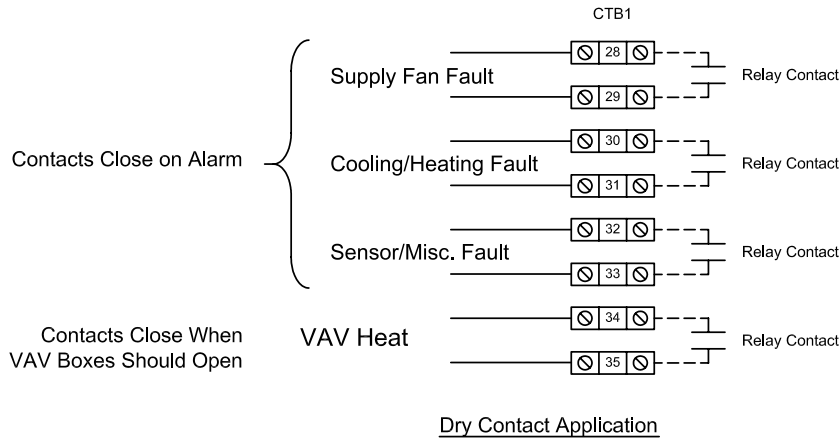 CTB1
28
Supply Fan Fault
Relay Contact
29
30
Contacts Close on Alarm
Cooling/Heating Fault
Relay Contact
31
32
Sensor/Misc. Fault
Relay Contact
33
34
Contacts Close When
VAV Boxes Should Open
VAV Heat
Relay Contact
35
Dry Contact Application